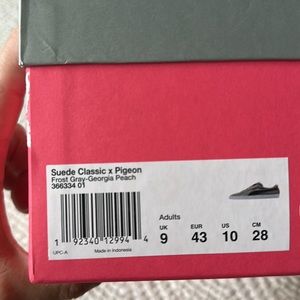 Suede Classic x Pigeon
Frost Gray-Georgia Peach
366334 01
1 92340 12994 4
UPC-A
Made in Indonesia
Adults
UK EUR US CM
9 43 10 28